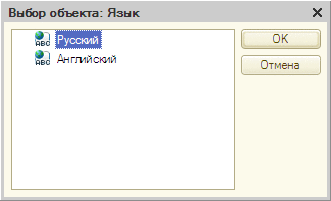 Выбор объекта: Язык
Русский
Английский
OK
Отмена